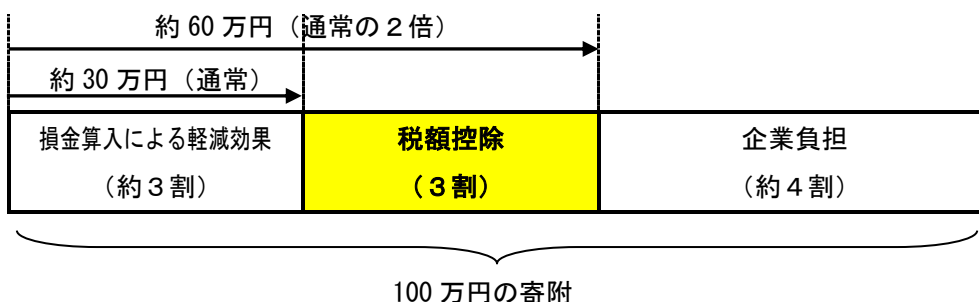 約 60 万円（通常の２倍）
約 30 万円（通常）
損金算入による軽減効果
（約３割）
税額控除
（３割）
企業負担
（約４割）
100 万円の寄附